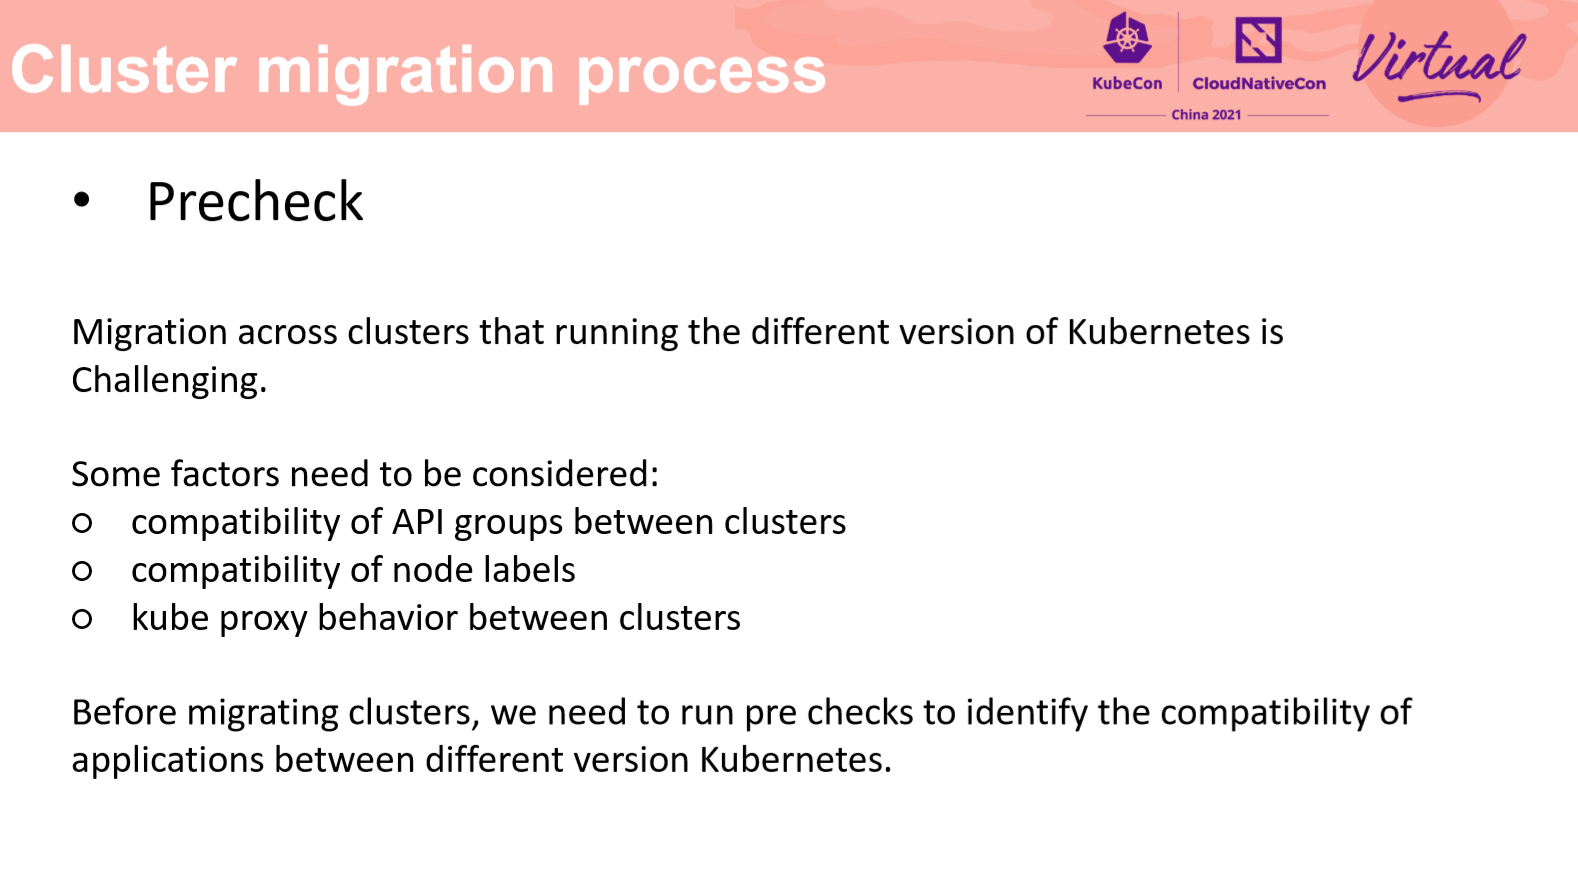 Cluster migration process
KubeCon
CloudNativeCon
China 2021
Virtual
• Precheck
Migration across clusters that running the different version of Kubernetes is
Challenging.
Some factors need to be considered:
○ compatibility of API groups between clusters
○ compatibility of node labels
○ kube proxy behavior between clusters
Before migrating clusters, we need to run pre checks to identify the compatibility of
applications between different version Kubernetes.